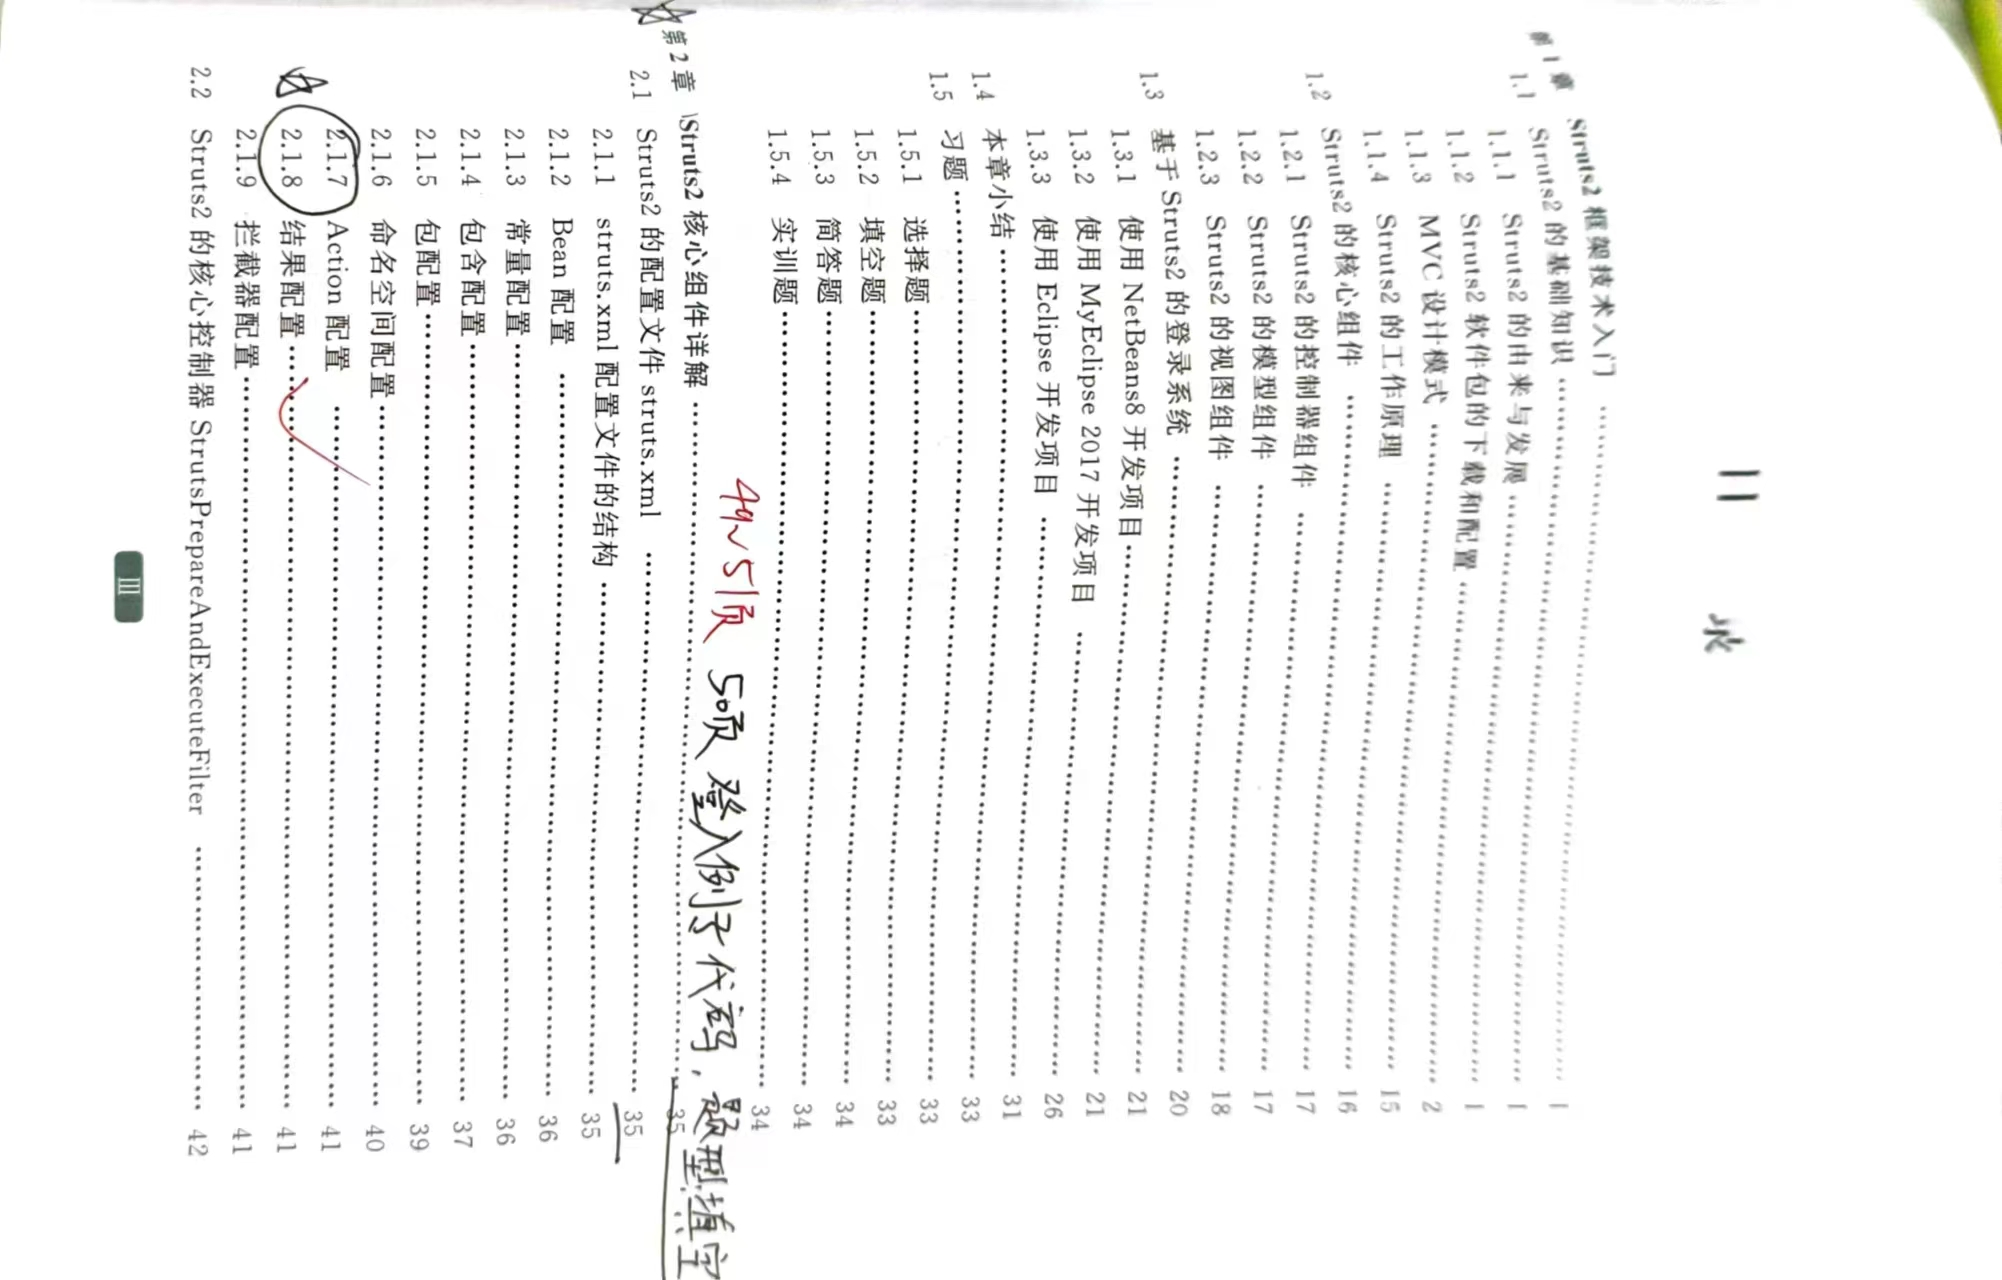 目 录
第1章 Struts2 框架技术入门 …… 1
1.1 Struts2 的基础知识 …… 1
1.1.1 Struts2 的由来与发展 …… 1
1.1.2 Struts2 软件包的下载和配置 …… 1
1.1.3 MVC 设计模式 …… 2
1.1.4 Struts2 的工作原理 …… 15
1.2 Struts2 的核心组件 …… 16
1.2.1 Struts2 的控制器组件 …… 17
1.2.2 Struts2 的模型组件 …… 17
1.2.3 Struts2 的视图组件 …… 18
1.3 基于 Struts2 的登录系统 …… 20
1.3.1 使用 NetBeans8 开发项目 …… 21
1.3.2 使用 MyEclipse 2017 开发项目 …… 21
1.3.3 使用 Eclipse 开发项目 …… 26
1.4 本章小结 …… 31
1.5 习题 …… 33
1.5.1 选择题 …… 33
1.5.2 填空题 …… 33
1.5.3 简答题 …… 34
1.5.4 实训题 …… 34
49~51页 50页 登入例子代码，题型:填空
第2章 Struts2 核心组件详解 …… 35
2.1 Struts2 的配置文件 struts.xml …… 35
2.1.1 struts.xml 配置文件的结构 …… 35
2.1.2 Bean 配置 …… 36
2.1.3 常量配置 …… 36
2.1.4 包含配置 …… 37
2.1.5 包配置 …… 39
2.1.6 命名空间配置 …… 40
2.1.7 Action 配置 …… 41
2.1.8 结果配置 …… 41
2.1.9 拦截器配置 …… 41
2.2 Struts2 的核心控制器 StrutsPrepareAndExecuteFilter …… 42
III